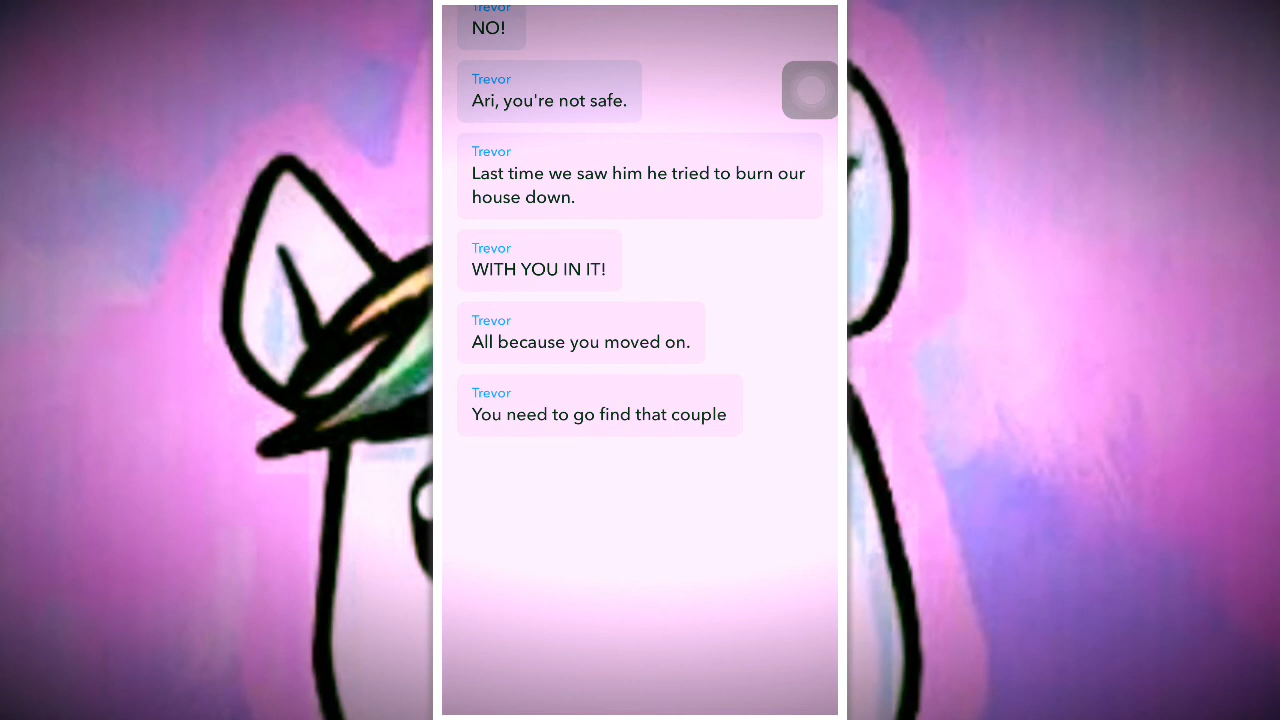 Trevor
NO!
Trevor
Ari, you're not safe.
Trevor
Last time we saw him he tried to burn our
house down.
Trevor
WITH YOU IN IT!
Trevor
All because you moved on.
Trevor
You need to go find that couple